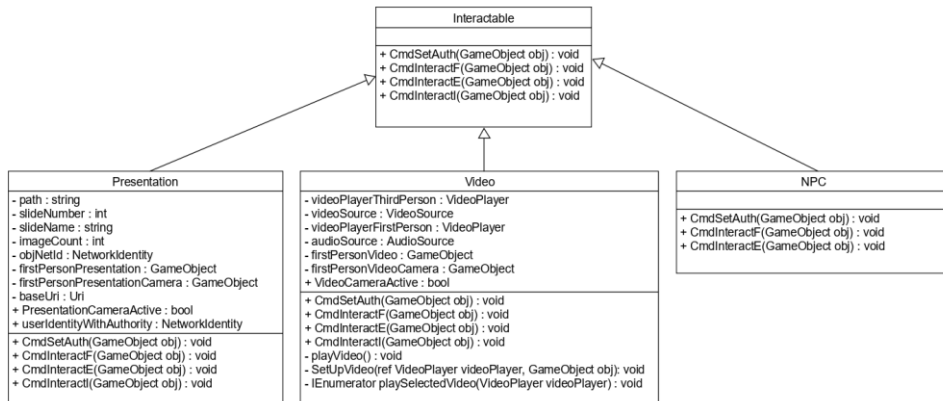 Interactable
+ CmdSetAuth(GameObject obj) : void
+ CmdInteractF(GameObject obj) : void
+ CmdInteractE(GameObject obj) : void
+ CmdInteractI(GameObject obj) : void
Presentation
- path : string
- slideNumber : int
- slideName : string
- imageCount : int
- objNetId : NetworkIdentity
- firstPersonPresentation : GameObject
- firstPersonPresentationCamera : GameObject
- baseUri : Uri
+ PresentationCameraActive : bool
+ userIdentityWithAuthority : NetworkIdentity
+ CmdSetAuth(GameObject obj) : void
+ CmdInteractF(GameObject obj) : void
+ CmdInteractE(GameObject obj) : void
+ CmdInteractI(GameObject obj) : void
Video
- videoPlayerThirdPerson : VideoPlayer
- videoSource : VideoSource
- videoPlayerFirstPerson : VideoPlayer
- audioSource : AudioSource
- firstPersonVideo : GameObject
- firstPersonVideoCamera : GameObject
+ VideoCameraActive : bool
+ CmdSetAuth(GameObject obj) : void
+ CmdInteractF(GameObject obj) : void
+ CmdInteractE(GameObject obj) : void
+ CmdInteractI(GameObject obj) : void
- playVideo() : void
- SetUpVideo(ref VideoPlayer videoPlayer, GameObject obj): void
- IEnumerator playSelectedVideo(VideoPlayer videoPlayer) : void
NPC
+ CmdSetAuth(GameObject obj) : void
+ CmdInteractF(GameObject obj) : void
+ CmdInteractE(GameObject obj) : void